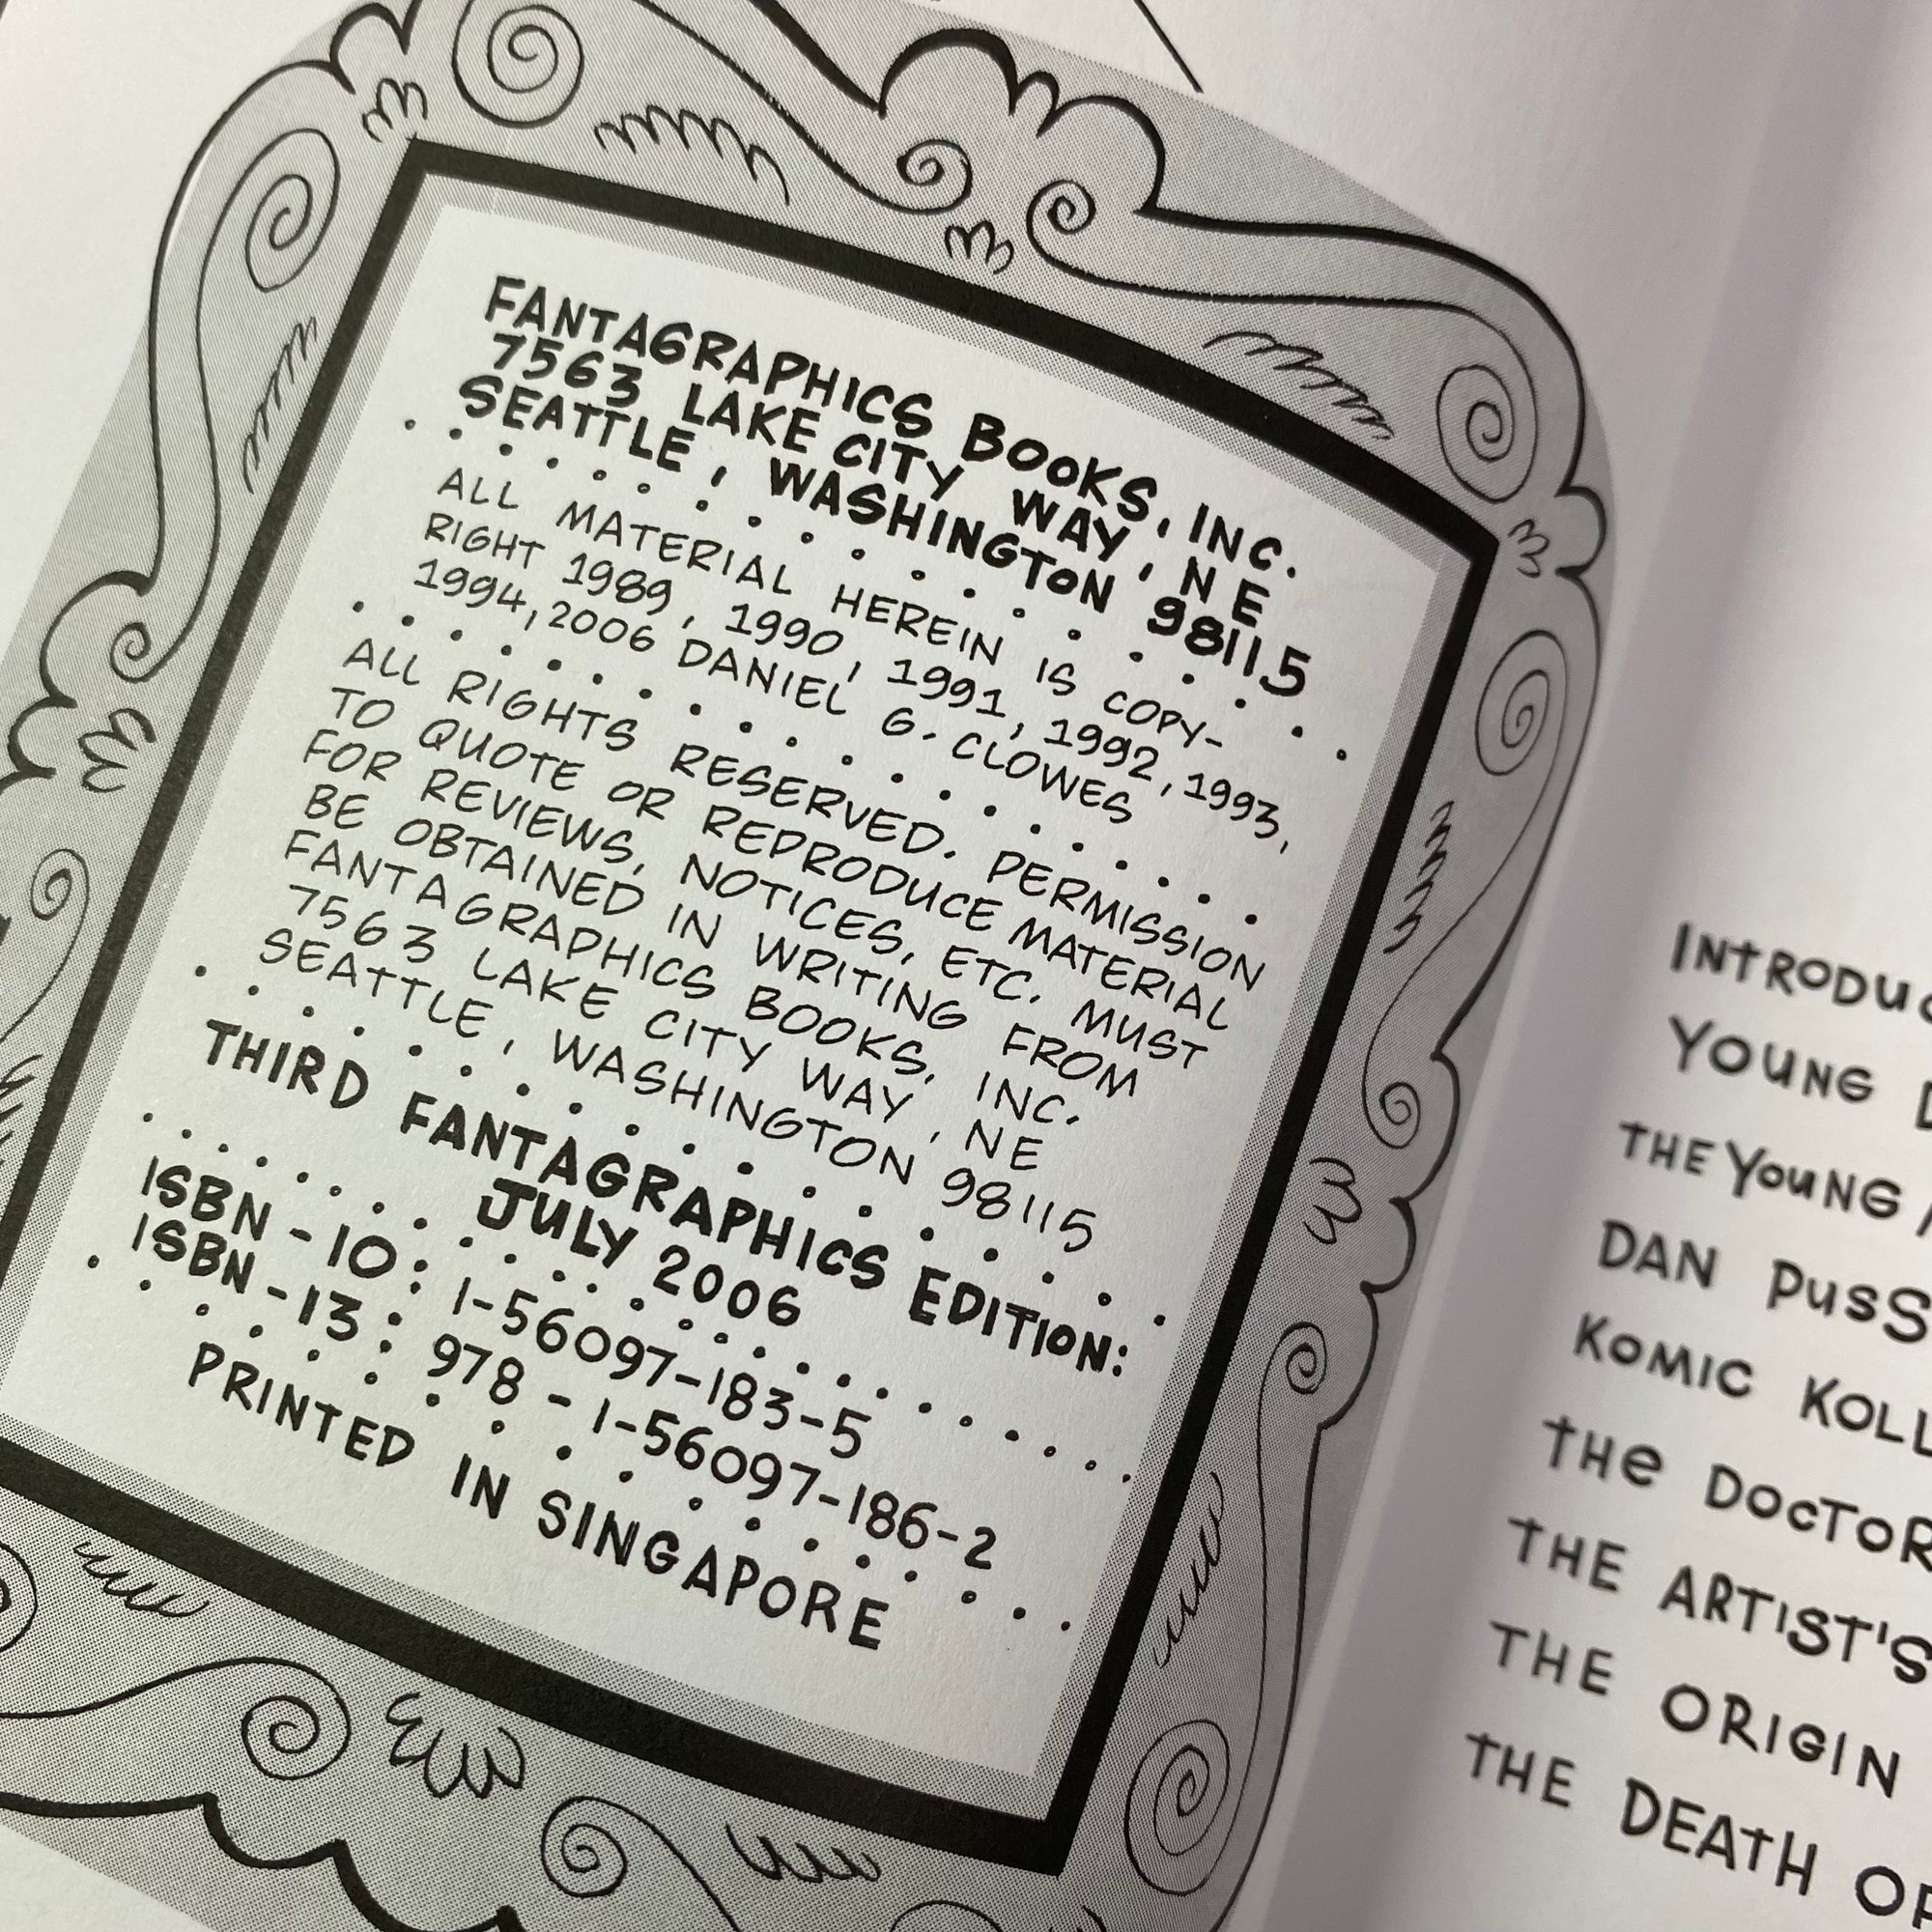 FANTAGRAPHICS BOOKS, INC.
7563 LAKE CITY WAY, NE
SEATTLE, WASHINGTON 98115
ALL MATERIAL HEREIN IS COPY-
RIGHT 1989, 1990, 1991, 1992, 1993,
1994, 2006 DANIEL G. CLOWES
ALL RIGHTS RESERVED. PERMISSION
TO QUOTE OR REPRODUCE MATERIAL
FOR REVIEWS, NOTICES, ETC. MUST
BE OBTAINED IN WRITING FROM
FANTAGRAPHICS BOOKS, INC.
7563 LAKE CITY WAY, NE
SEATTLE, WASHINGTON 98115
THIRD FANTAGRAPHICS EDITION:
JULY 2006
ISBN-10: 1-56097-183-5
ISBN-13: 978-1-56097-186-2
PRINTED IN SINGAPORE
YOUNG
THE YOUNG
DAN
KOMIC
THE DOCTOR
THE ARTIST'S
THE ORIGIN
THE DEATH